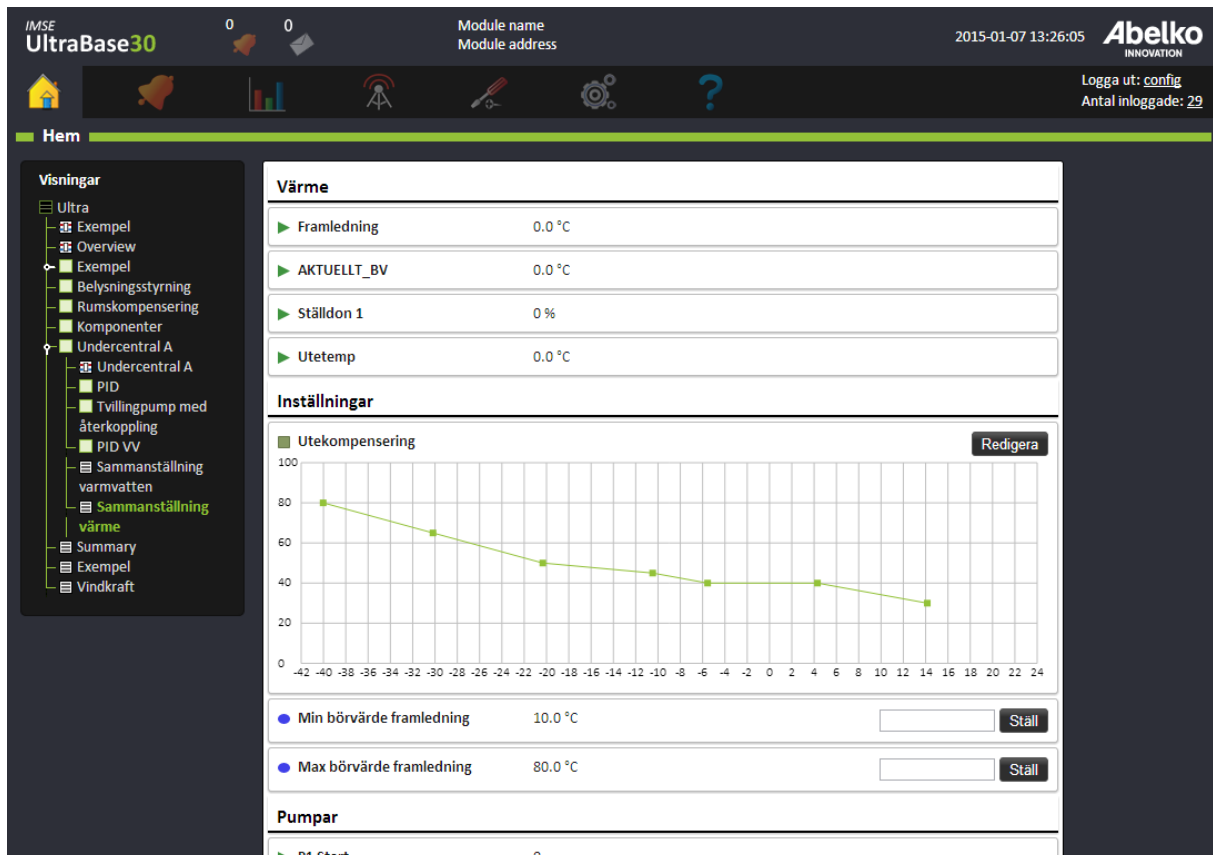 IMSE
UltraBase30
0
0
Module name
Module address
2015-01-07 13:26:05
Abelko
INNOVATION
Logga ut: config
Antal inloggade: 29
Hem
Visningar
Ultra
Exempel
Overview
Exempel
Belysningsstyrning
Rumskompensering
Komponenter
Undercentral A
Undercentral A
PID
Tvillingpump med
återkoppling
PID VV
Sammanställning
varmvatten
Sammanställning
värme
Summary
Exempel
Vindkraft
Värme
Framledning 0.0 °C
AKTUELLT_BV 0.0 °C
Ställdon 1 0 %
Utetemp 0.0 °C
Inställningar
Utekompensering Redigera
100
80
60
40
20
0
-42 -40 -38 -36 -34 -32 -30 -28 -26 -24 -22 -20 -18 -16 -14 -12 -10 -8 -6 -4 -2 0 2 4 6 8 10 12 14 16 18 20 22 24
Min börvärde framledning 10.0 °C Ställ
Max börvärde framledning 80.0 °C Ställ
Pumpar
P1 Start 0